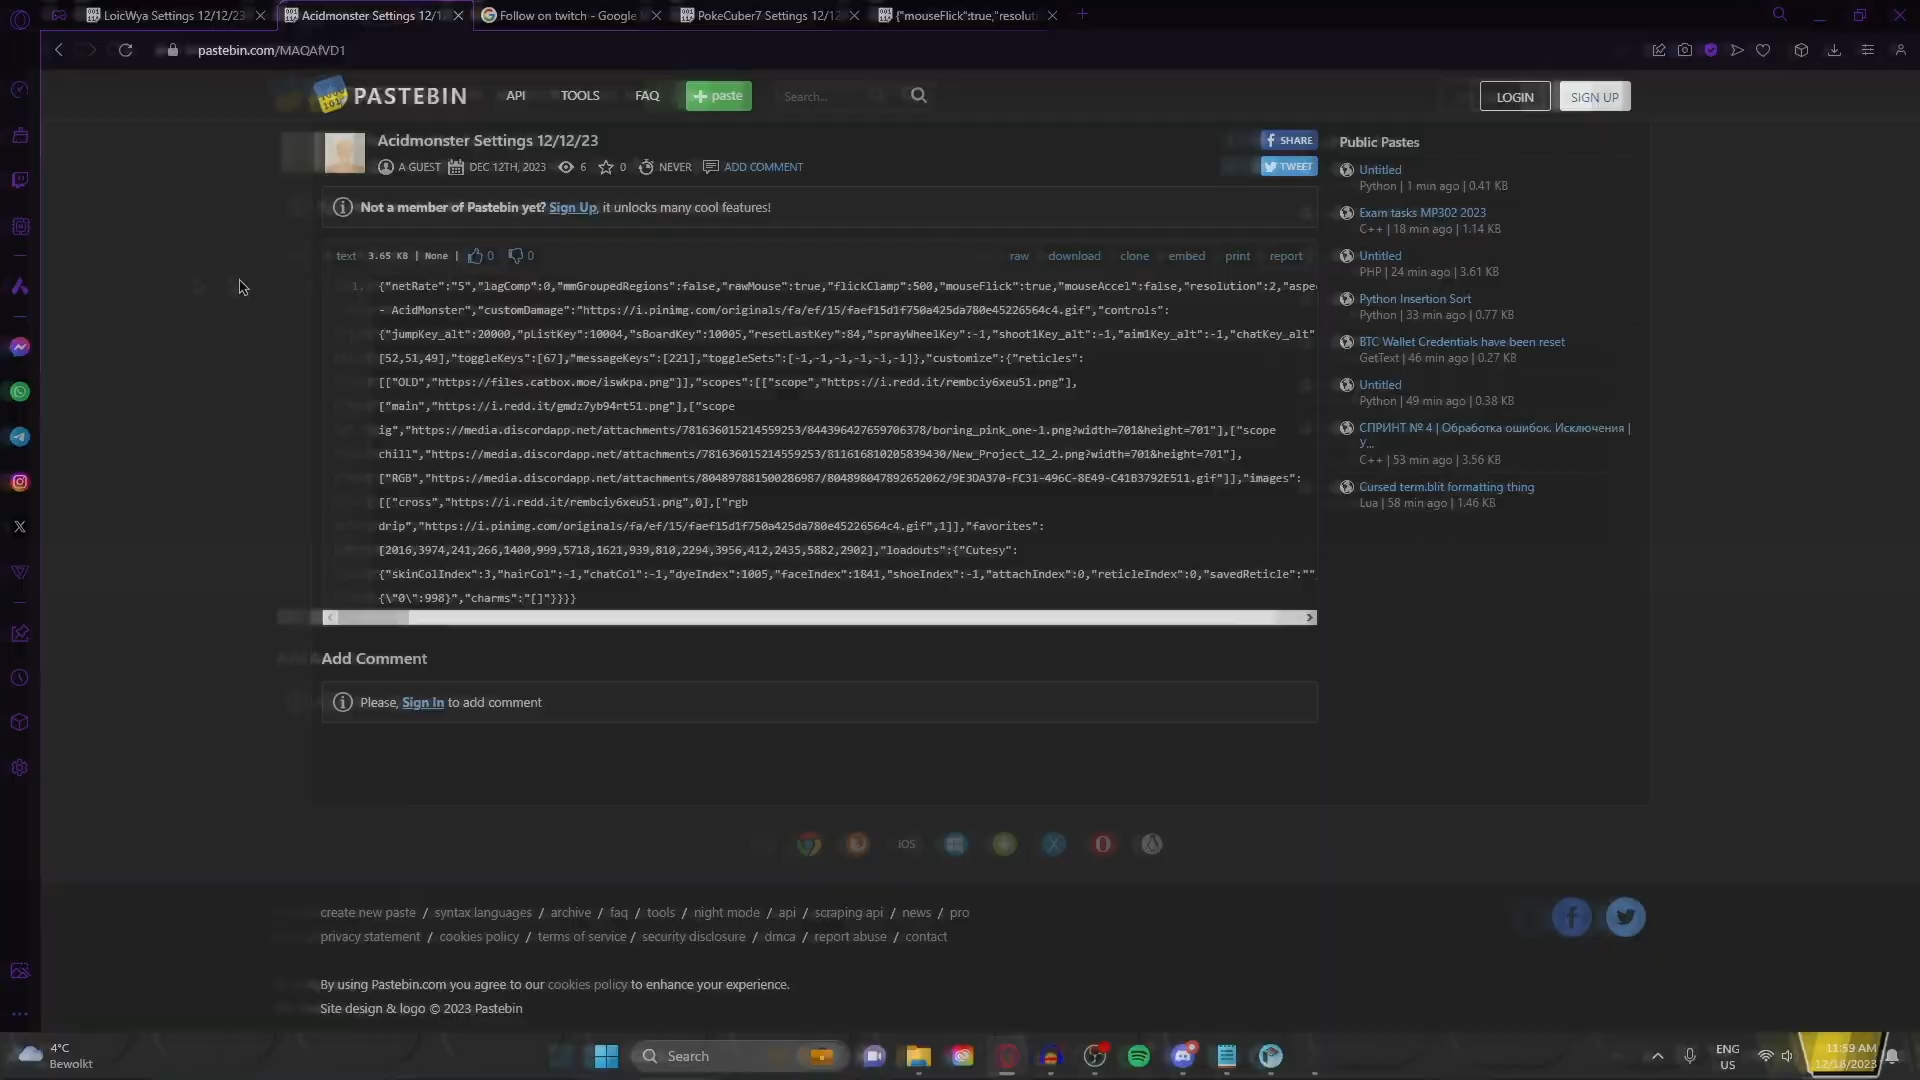 LoicWya Settings 12/12/23
Acidmonster Settings 12/1
Follow on twitch - Google
PokeCuber7 Settings 12/12
{"mouseFlick":true,"resoluti
pastebin.com/MAQAfVD1
PASTEBIN
API
TOOLS
FAQ
+ paste
Search...
LOGIN
SIGN UP
Acidmonster Settings 12/12/23
A GUEST
DEC 12TH, 2023
6
0
NEVER
ADD COMMENT
SHARE
TWEET
Not a member of Pastebin yet? Sign Up, it unlocks many cool features!
text 3.65 KB | None | 0 0
raw download clone embed print report
1. {"netRate":"5","lagComp":0,"mmGroupedRegions":false,"rawMouse":true,"flickClamp":500,"mouseFlick":true,"mouseAccel":false,"resolution":2,"aspe
- AcidMonster","customDamage":"https://i.pinimg.com/originals/fa/ef/15/faef15d1f750a425da780e45226564c4.gif","controls":
{"jumpKey_alt":20000,"pListKey":10004,"sBoardKey":10005,"resetLastKey":84,"sprayWheelKey":-1,"shoot1Key_alt":-1,"aim1Key_alt":-1,"chatKey_alt"
[52,51,49],"toggleKeys":[67],"messageKeys":[221],"toggleSets":[-1,-1,-1,-1,-1,-1]},"customize":{"reticles":
[["OLD","https://files.catbox.moe/iswkpa.png"]],"scopes":[["scope","https://i.redd.it/rembciy6xeu51.png"],
["main","https://i.redd.it/gmdz7yb94rt51.png"],["scope
ig","https://media.discordapp.net/attachments/781636015214559253/844396427659706378/boring_pink_one-1.png?width=701&height=701"],["scope
chill","https://media.discordapp.net/attachments/781636015214559253/811616810205839430/New_Project_12_2.png?width=701&height=701"],
["RGB","https://media.discordapp.net/attachments/804897881500286987/804898047892652062/9E3DA370-FC31-496C-8E49-C41B3792E511.gif"]],"images":
[["cross","https://i.redd.it/rembciy6xeu51.png",0],["rgb
drip","https://i.pinimg.com/originals/fa/ef/15/faef15d1f750a425da780e45226564c4.gif",1]],"favorites":
[2016,3974,241,266,1400,999,5718,1621,939,810,2294,3956,412,2435,5882,2902],"loadouts":{"Cutesy":
{"skinColIndex":3,"hairCol":-1,"chatCol":-1,"dyeIndex":1005,"faceIndex":1841,"shoeIndex":-1,"attachIndex":0,"reticleIndex":0,"savedReticle":""
{\"0\":998}","charms":"[]"}}}}
Add Comment
Please, Sign In to add comment
Public Pastes
Untitled
Python | 1 min ago | 0.41 KB
Exam tasks MP302 2023
C++ | 18 min ago | 1.14 KB
Untitled
PHP | 24 min ago | 3.61 KB
Python Insertion Sort
Python | 33 min ago | 0.77 KB
BTC Wallet Credentials have been reset
GetText | 46 min ago | 0.27 KB
Untitled
Python | 49 min ago | 0.38 KB
СПРИНТ № 4 | Обработка ошибок. Исключения |
У...
C++ | 53 min ago | 3.56 KB
Cursed term.blit formatting thing
Lua | 58 min ago | 1.46 KB
iOS
create new paste / syntax languages / archive / faq / tools / night mode / api / scraping api / news / pro
privacy statement / cookies policy / terms of service / security disclosure / dmca / report abuse / contact
By using Pastebin.com you agree to our cookies policy to enhance your experience.
Site design & logo © 2023 Pastebin
4°C
Bewolkt
Search
ENG
US
11:59 AM
12/18/2023